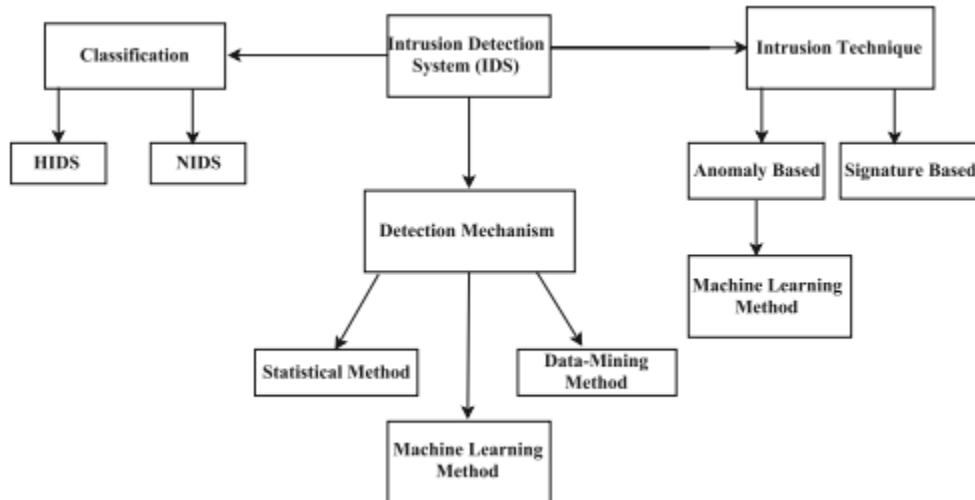 Classification
Intrusion Detection
System (IDS)
Intrusion Technique
HIDS
NIDS
Anomaly Based
Signature Based
Detection Mechanism
Machine Learning
Method
Statistical Method
Data-Mining
Method
Machine Learning
Method